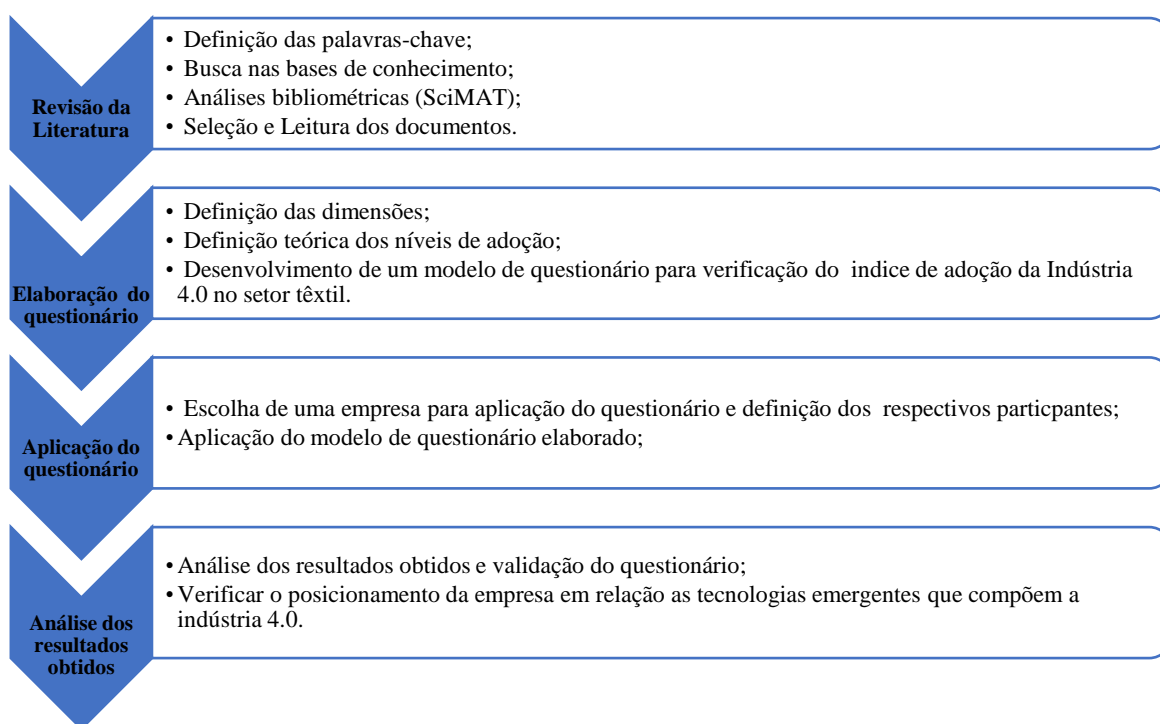 Revisão da
Literatura
• Definição das palavras-chave;
• Busca nas bases de conhecimento;
• Análises bibliométricas (SciMAT);
• Seleção e Leitura dos documentos.
Elaboração do
questionário
• Definição das dimensões;
• Definição teórica dos níveis de adoção;
• Desenvolvimento de um modelo de questionário para verificação do indice de adoção da Indústria
4.0 no setor têxtil.
Aplicação do
questionário
• Escolha de uma empresa para aplicação do questionário e definição dos respectivos particpantes;
• Aplicação do modelo de questionário elaborado;
Análise dos
resultados
obtidos
• Análise dos resultados obtidos e validação do questionário;
• Verificar o posicionamento da empresa em relação as tecnologias emergentes que compõem a
indústria 4.0.